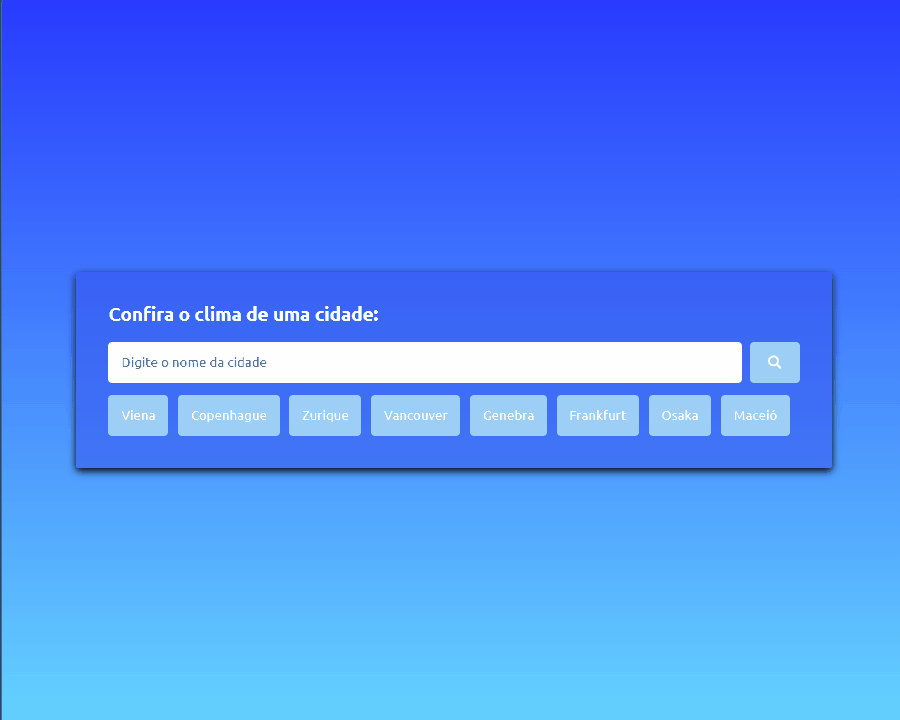 Confira o clima de uma cidade:
Digite o nome da cidade
Viena Copenhague Zurique Vancouver Genebra Frankfurt Osaka Maceió